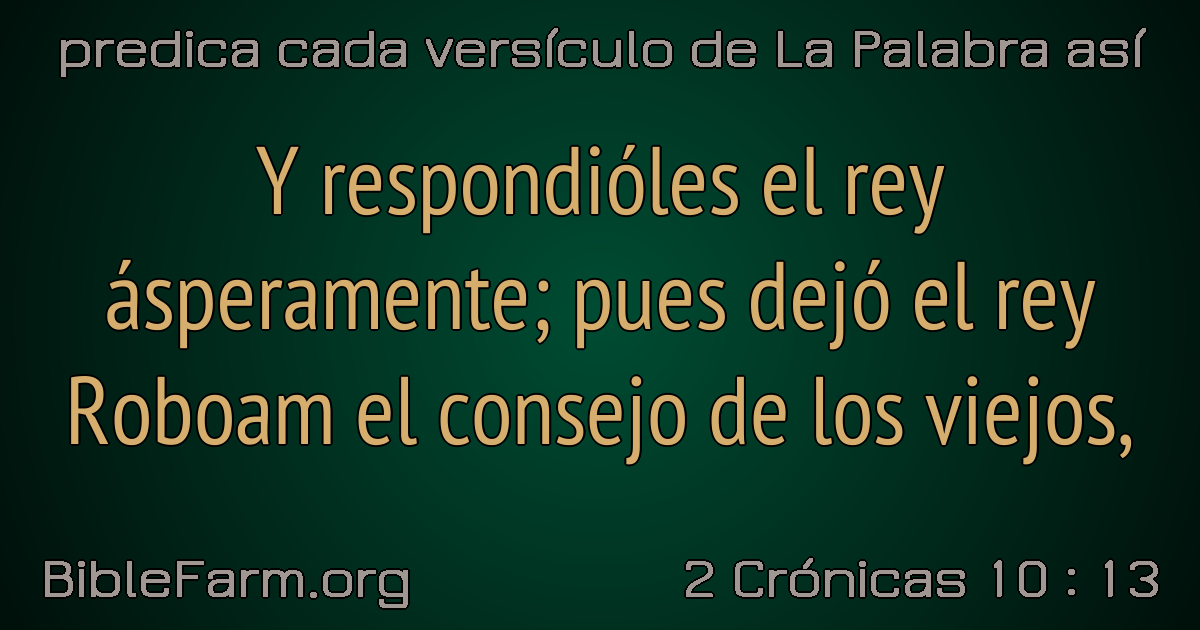 predica cada versículo de La Palabra así
Y respondióles el rey
ásperamente; pues dejó el rey
Roboam el consejo de los viejos,
BibleFarm.org
2 Crónicas 10 : 13